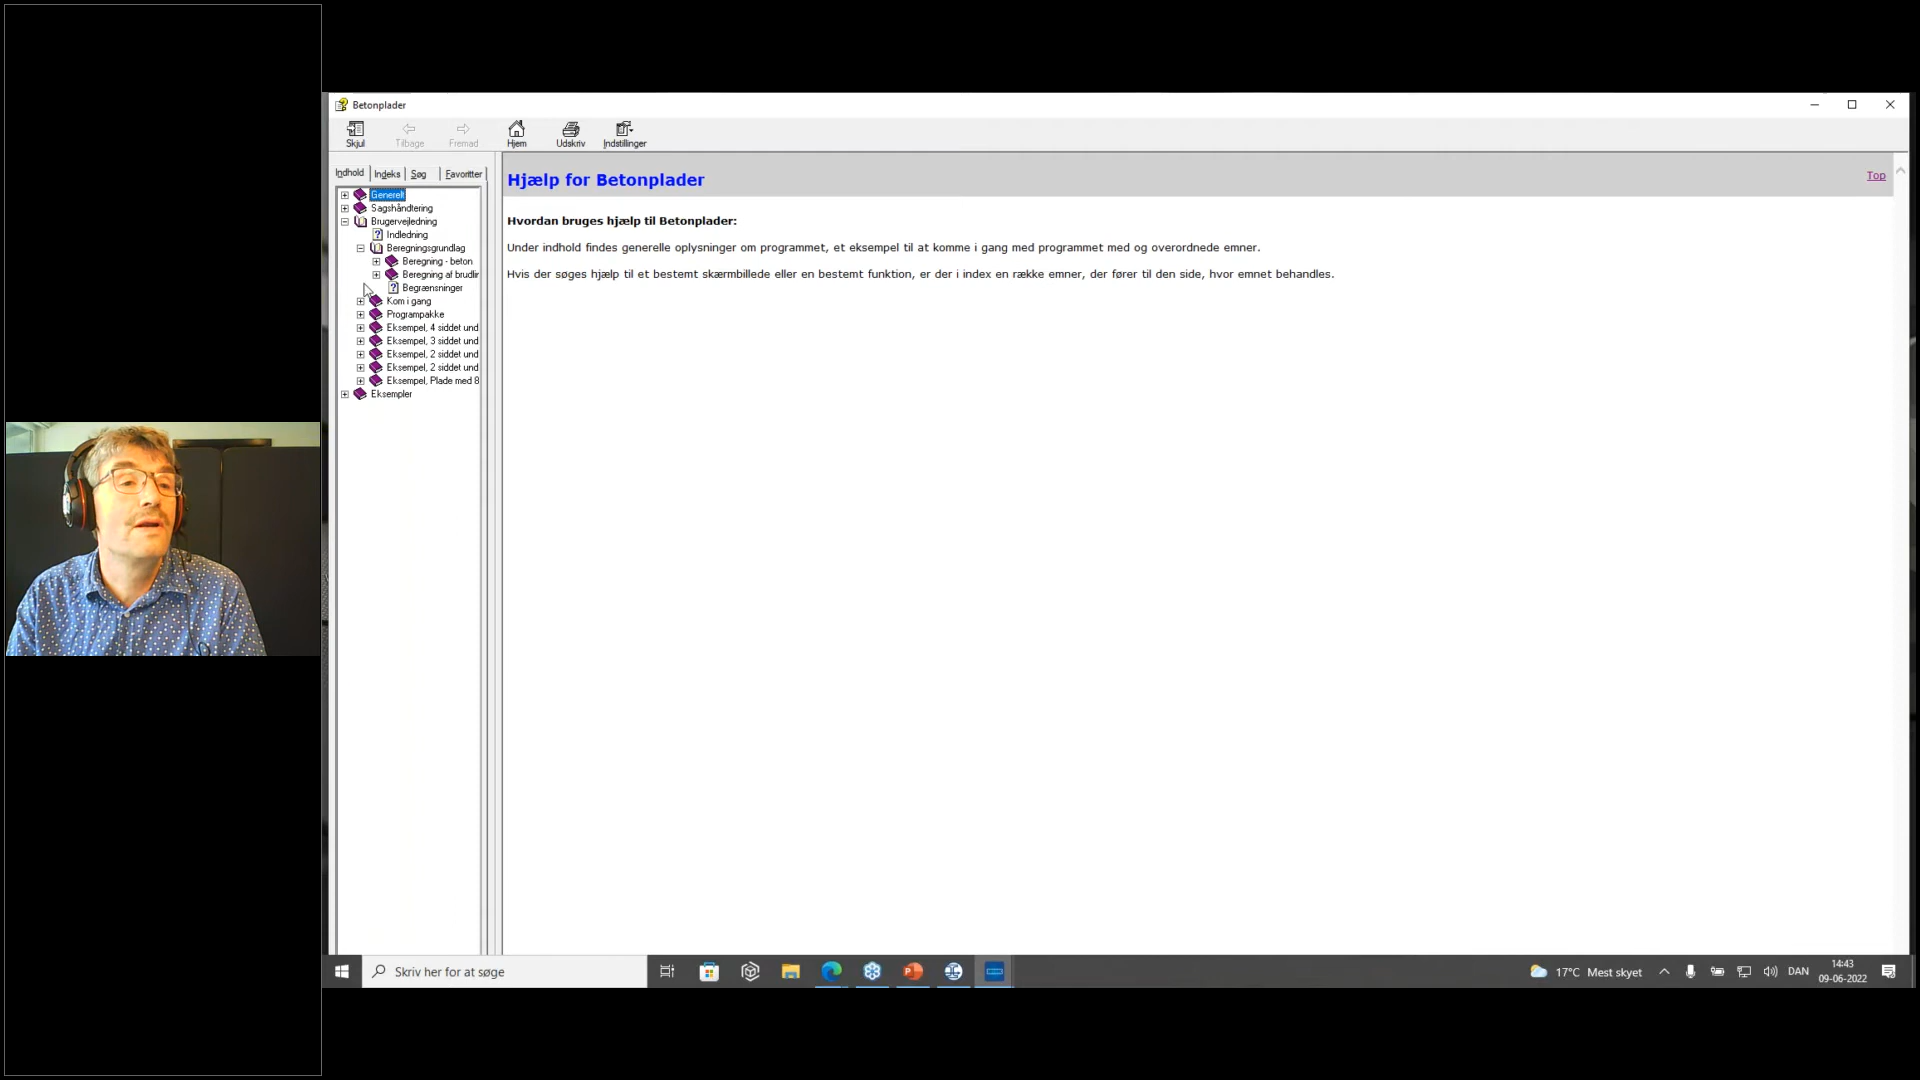 Betonplader
Skjul Tilbage Fremad Hjem Udskriv Indstillinger
Indhold Indeks Søg Favoritter
Generelt
Sagshåndtering
Brugervejledning
Indledning
Beregningsgrundlag
Beregning - beton
Beregning af brudlir
Begrænsninger
Kom i gang
Programpakke
Eksempel, 4 siddet und
Eksempel, 3 siddet und
Eksempel, 2 siddet und
Eksempel, 2 siddet und
Eksempel, Plade med 8
Eksempler
Hjælp for Betonplader
Top
Hvordan bruges hjælp til Betonplader:
Under indhold findes generelle oplysninger om programmet, et eksempel til at komme i gang med programmet med og overordnede emner.
Hvis der søges hjælp til et bestemt skærmbillede eller en bestemt funktion, er der i index en række emner, der fører til den side, hvor emnet behandles.
Skriv her for at søge
17°C Mest skyet
DAN
14:43
09-06-2022